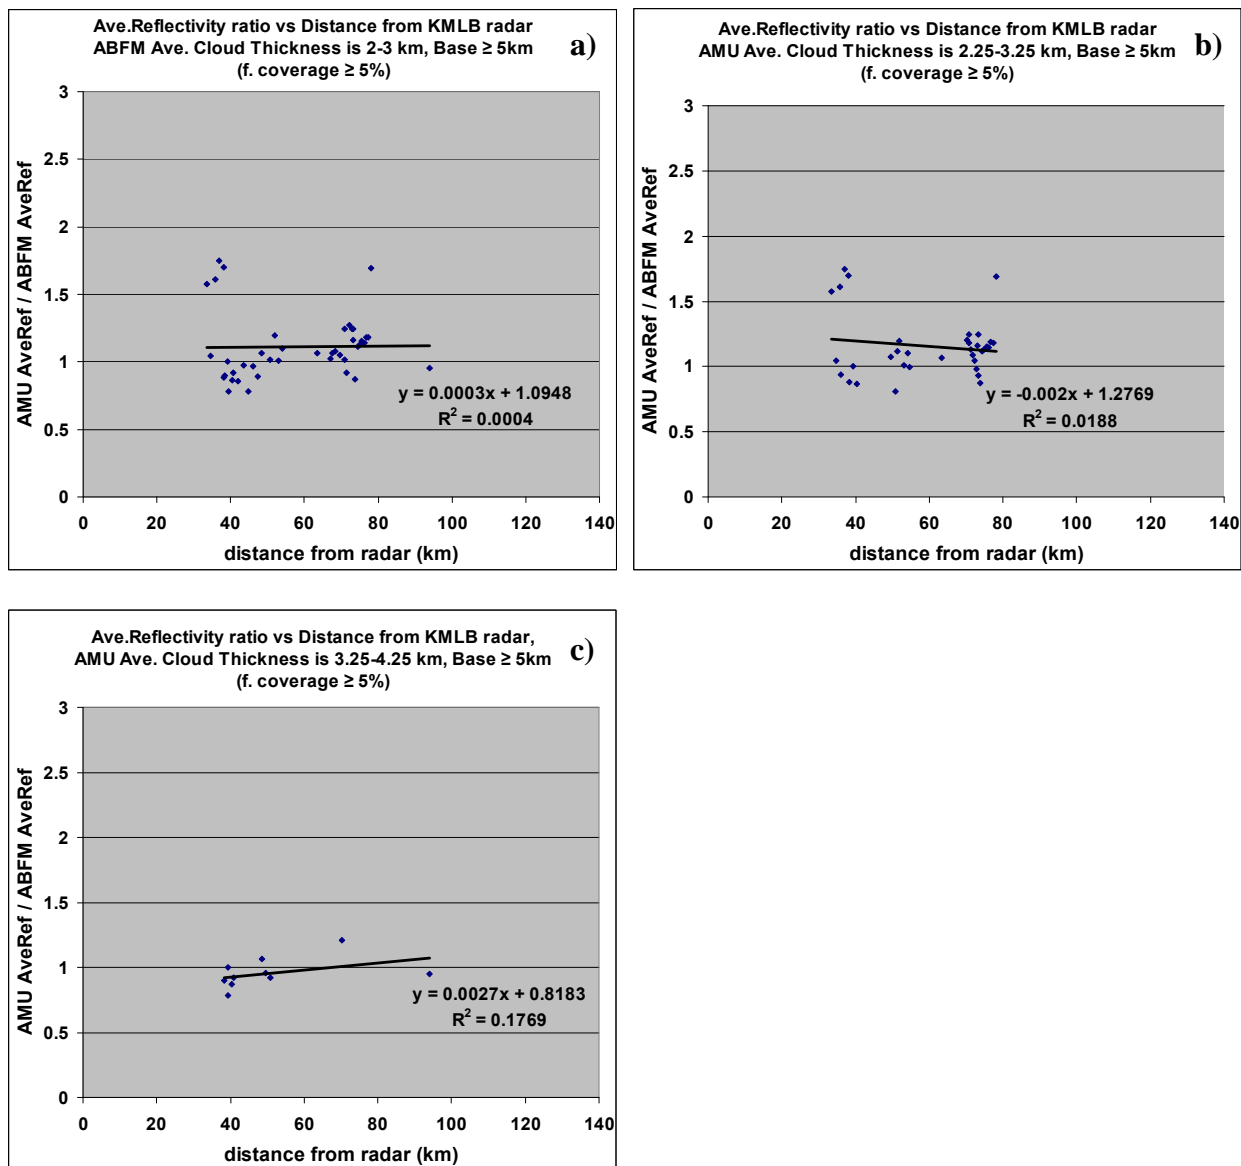 Ave.Reflectivity ratio vs Distance from KMLB radar
ABFM Ave. Cloud Thickness is 2-3 km, Base ≥ 5km
(f. coverage ≥ 5%)
a)
3
2.5
2
1.5
1
0.5
0
AMU AveRef / ABFM AveRef
y = 0.0003x + 1.0948
R² = 0.0004
0 20 40 60 80 100 120 140
distance from radar (km)
Ave.Reflectivity ratio vs Distance from KMLB radar
AMU Ave. Cloud Thickness is 2.25-3.25 km, Base ≥ 5km
(f. coverage ≥ 5%)
b)
3
2.5
2
1.5
1
0.5
0
AMU AveRef / ABFM AveRef
y = -0.002x + 1.2769
R² = 0.0188
0 20 40 60 80 100 120 140
distance from radar (km)
Ave.Reflectivity ratio vs Distance from KMLB radar,
AMU Ave. Cloud Thickness is 3.25-4.25 km, Base ≥ 5km
(f. coverage ≥ 5%)
c)
3
2.5
2
1.5
1
0.5
0
AMU AveRef / ABFM AveRef
y = 0.0027x + 0.8183
R² = 0.1769
0 20 40 60 80 100 120 140
distance from radar (km)